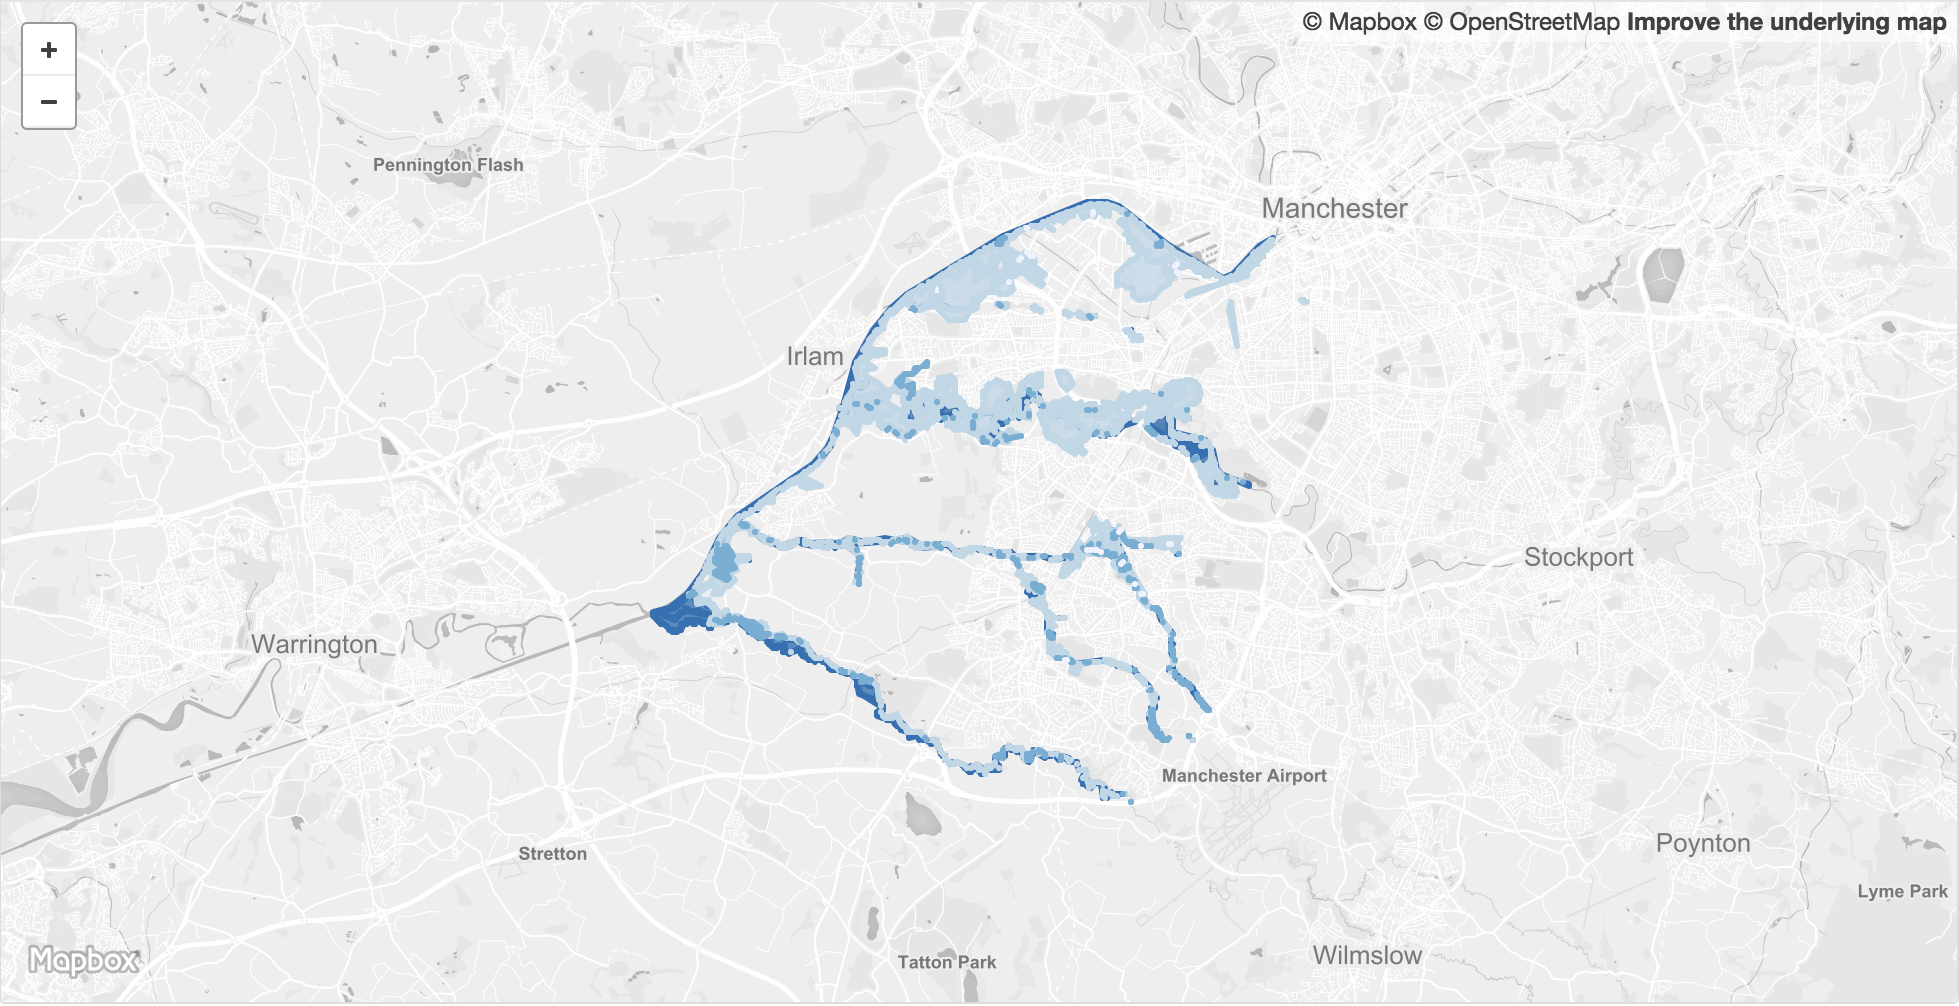 +
−
© Mapbox © OpenStreetMap Improve the underlying map
Pennington Flash
Manchester
Irlam
Stockport
Warrington
Manchester Airport
Stretton
Poynton
Lyme Park
Tatton Park
Wilmslow
Mapbox